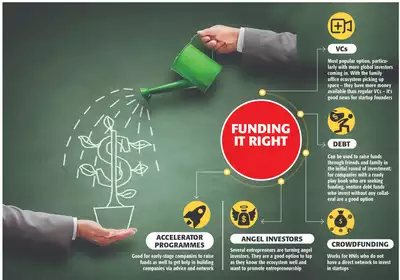 VCs
Most popular option, particu-
larly with more global investors
coming in. With the family
office ecosystem picking up
space – they have more money
available thus regular VCs – it's
good news for startup founders
FUNDING
IT RIGHT
DEBT
Can be used to raise funds
through friends and family in
the initial round of investment:
for companies with a ready
play book who are seeking
funding, venture debt funds
who invest without any collat-
eral are a good option
ACCELERATOR
PROGRAMMES
Good for early-stage companies to raise
funds as well to get help in building
companies via advice and network
ANGEL INVESTORS
Several entrepreneurs are turning angel
investors. They are a good option to tap
as they know the ecosystem well and
want to promote entrepreneurship
CROWDFUNDING
Works for HNIs who do not
have a direct network to invest
in startups